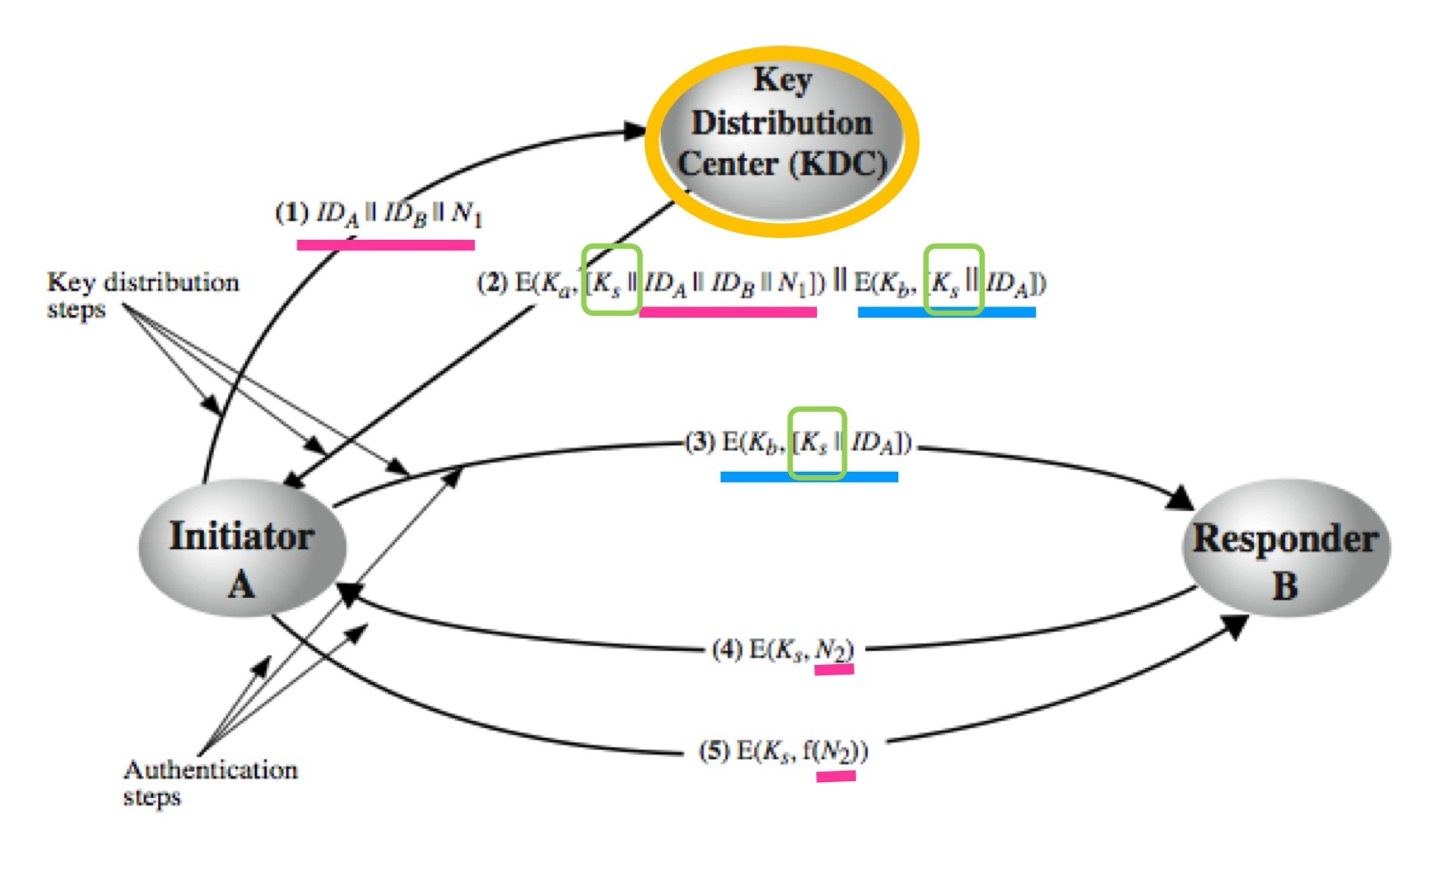 Key
Distribution
Center (KDC)
(1) ID_A || ID_B || N_1
Key distribution
steps
(2) E(K_a, [K_s || ID_A || ID_B || N_1]) || E(K_b, [K_s || ID_A])
(3) E(K_b, [K_s || ID_A])
Initiator
A
Responder
B
(4) E(K_s, N_2)
(5) E(K_s, f(N_2))
Authentication
steps